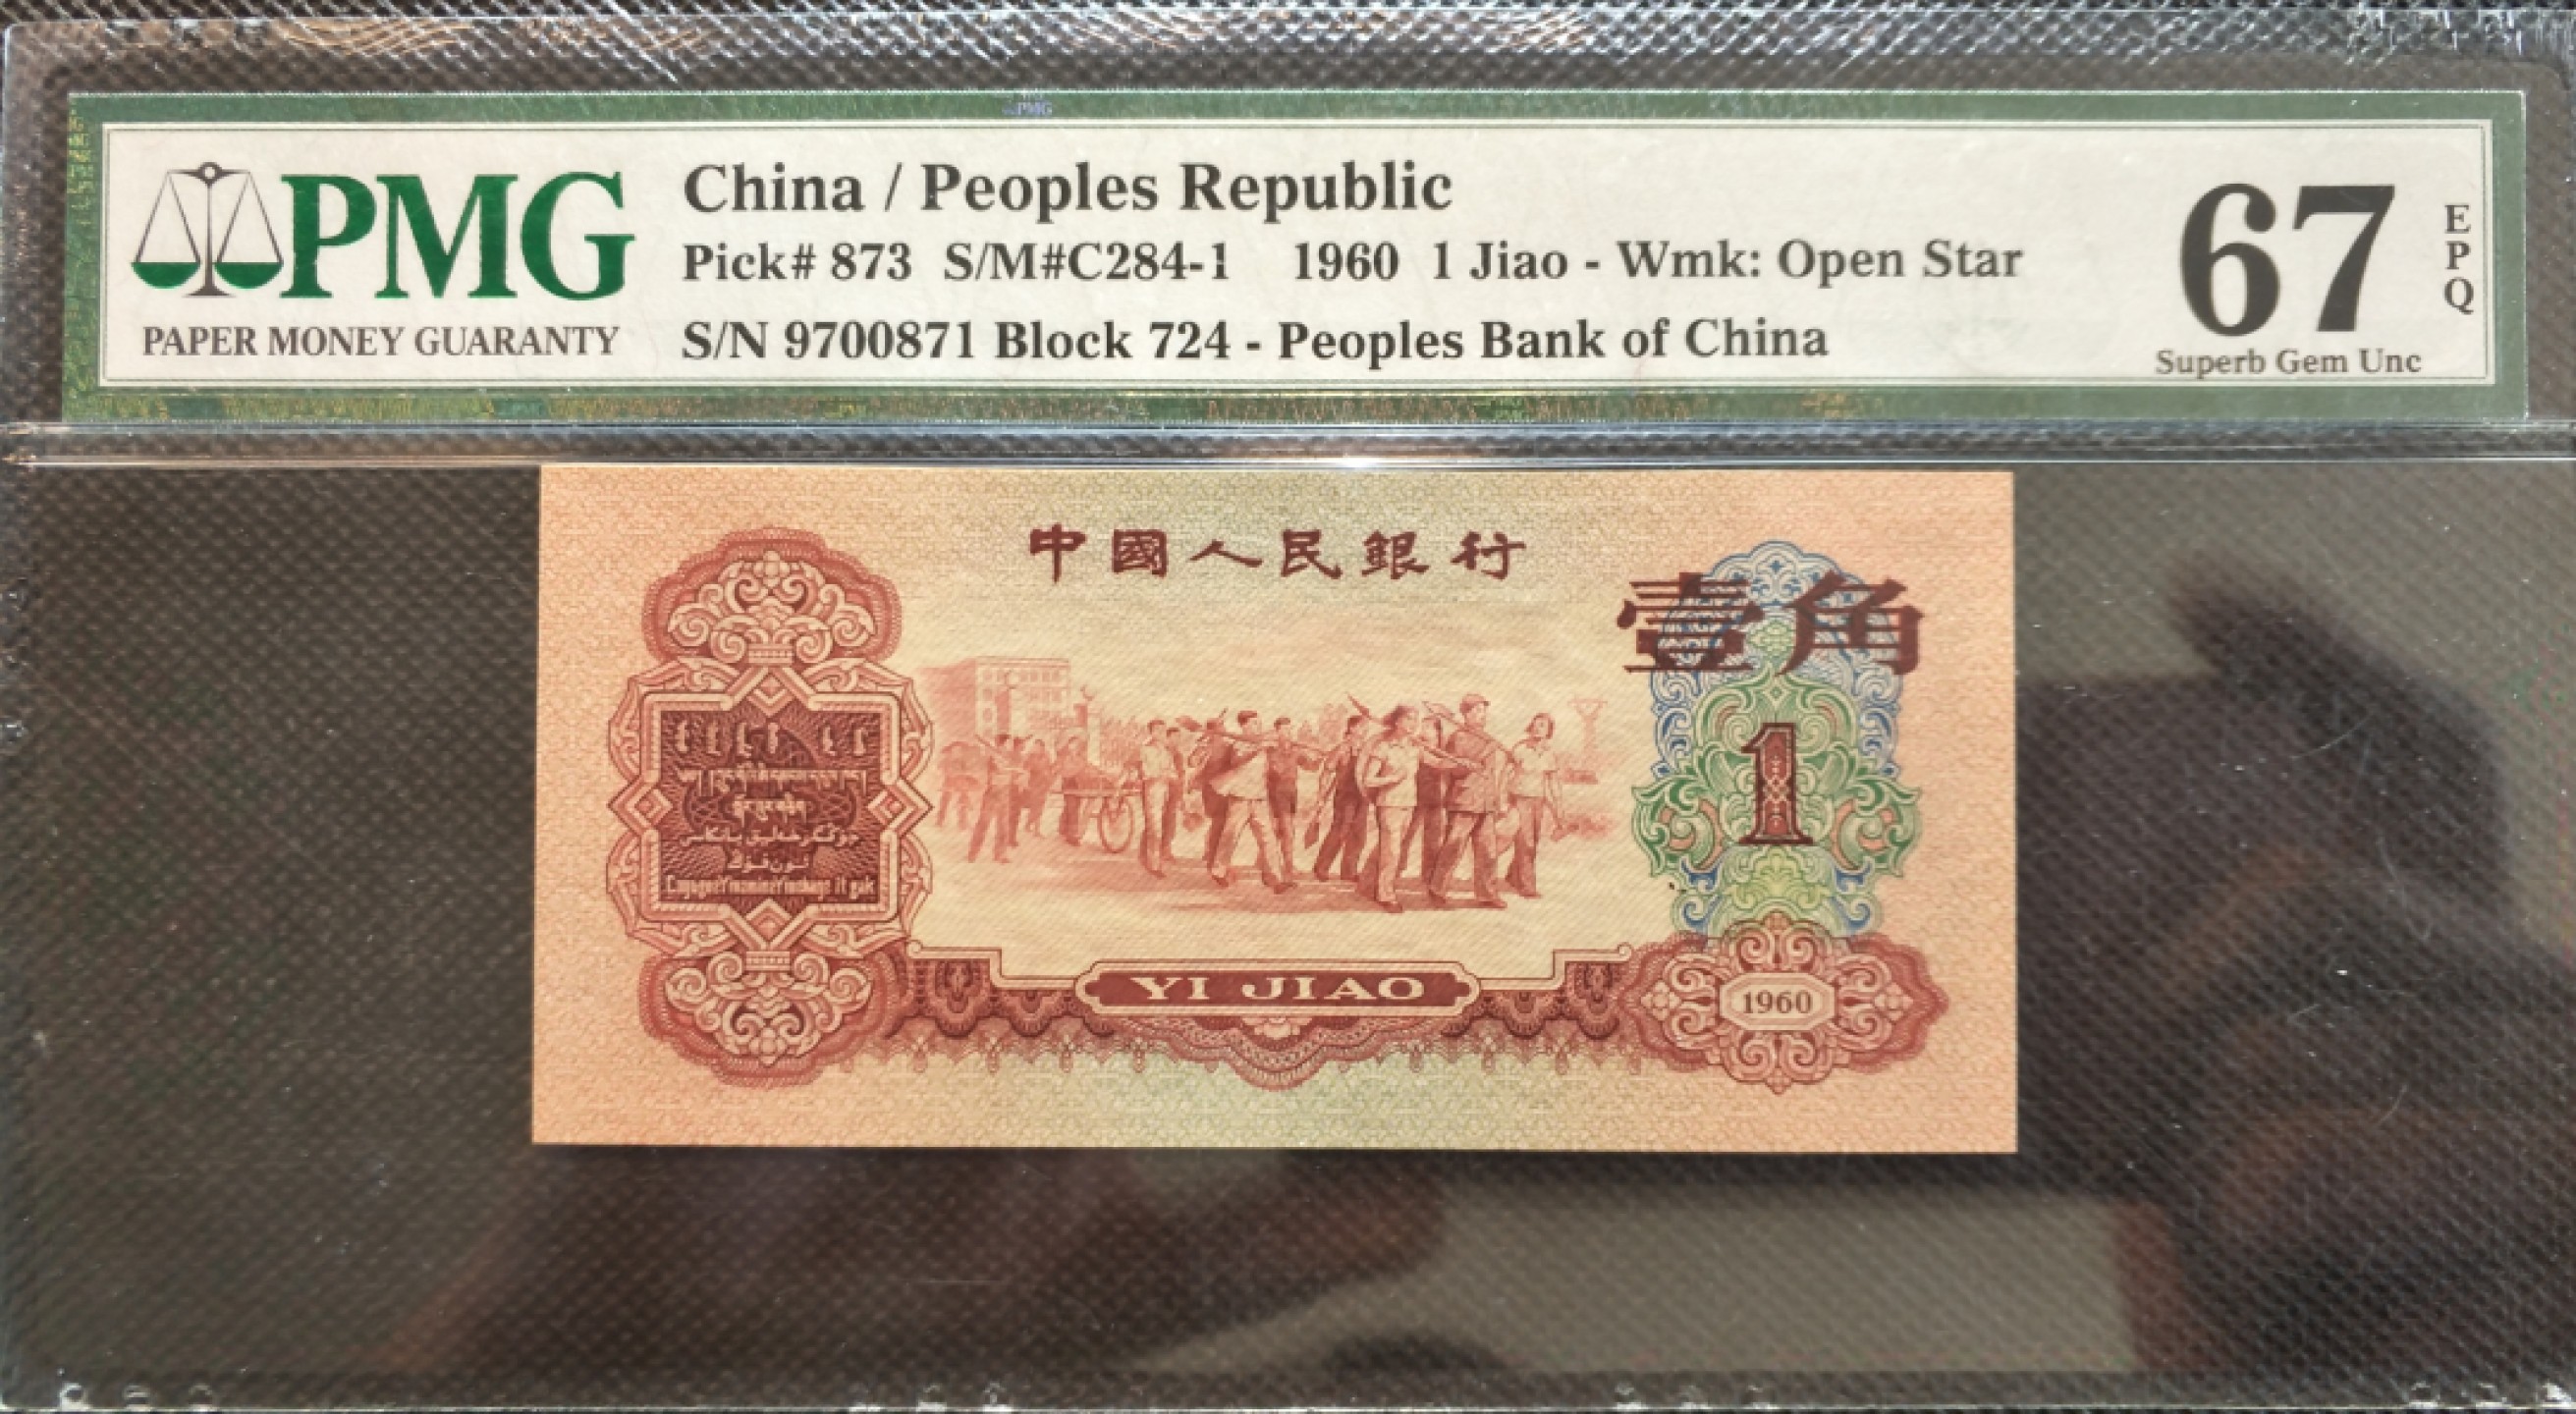 PMG
PAPER MONEY GUARANTY
China / Peoples Republic
Pick# 873 S/M#C284-1 1960 1 Jiao - Wmk: Open Star
S/N 9700871 Block 724 - Peoples Bank of China
67
EPQ
Superb Gem Unc
中國人民銀行
壹角
1
YI JIAO
1960